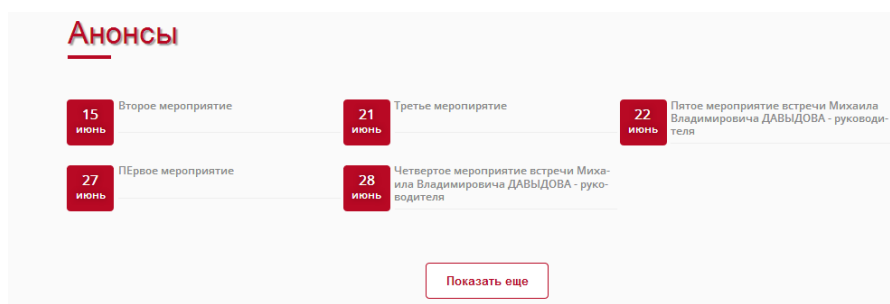 Анонсы
15
июнь
Второе мероприятие
21
июнь
Третье меропирятие
22
июнь
Пятое мероприятие встречи Михаила
Владимировича ДАВЫДОВА - руководи-
теля
27
июнь
ПЕрвое мероприятие
28
июнь
Четвертое мероприятие встречи Миха-
ила Владимировича ДАВЫДОВА - руко-
водителя
Показать еще